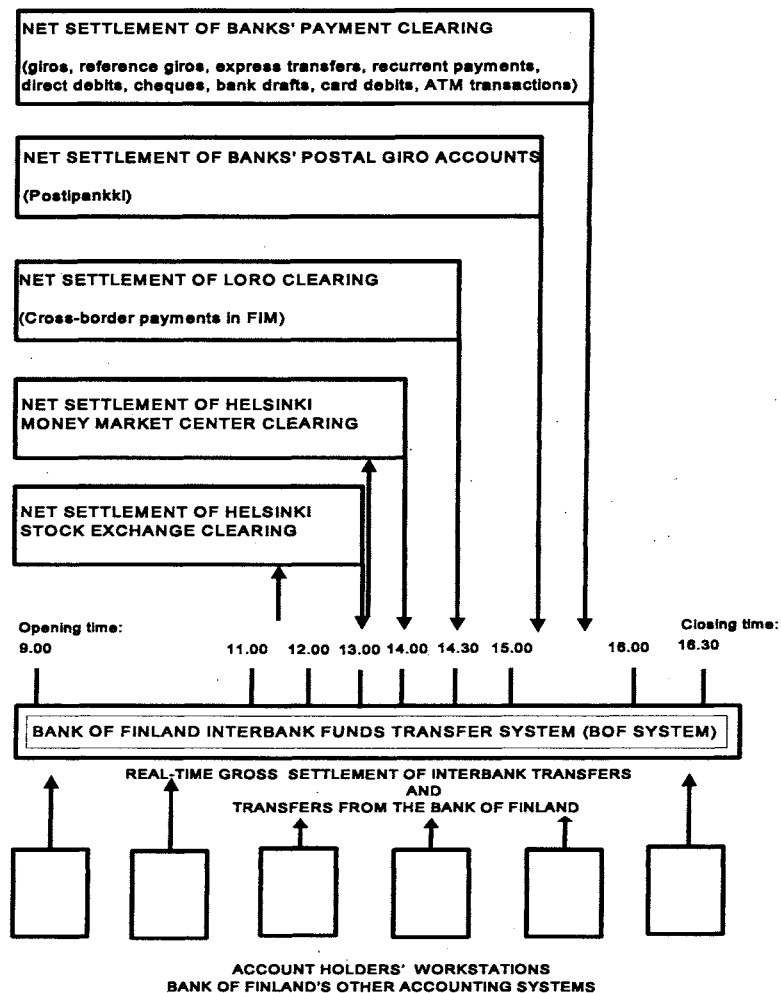 NET SETTLEMENT OF BANKS' PAYMENT CLEARING
(giros, reference giros, express transfers, recurrent payments,
direct debits, cheques, bank drafts, card debits, ATM transactions)
NET SETTLEMENT OF BANKS' POSTAL GIRO ACCOUNTS
(Postipankki)
NET SETTLEMENT OF LORO CLEARING
(Cross-border payments in FIM)
NET SETTLEMENT OF HELSINKI
MONEY MARKET CENTER CLEARING
NET SETTLEMENT OF HELSINKI
STOCK EXCHANGE CLEARING
Opening time: Closing time:
9.00 11.00 12.00 13.00 14.00 14.30 15.00 16.00 16.30
BANK OF FINLAND INTERBANK FUNDS TRANSFER SYSTEM (BOF SYSTEM)
REAL-TIME GROSS SETTLEMENT OF INTERBANK TRANSFERS
AND
TRANSFERS FROM THE BANK OF FINLAND
ACCOUNT HOLDERS' WORKSTATIONS
BANK OF FINLAND'S OTHER ACCOUNTING SYSTEMS